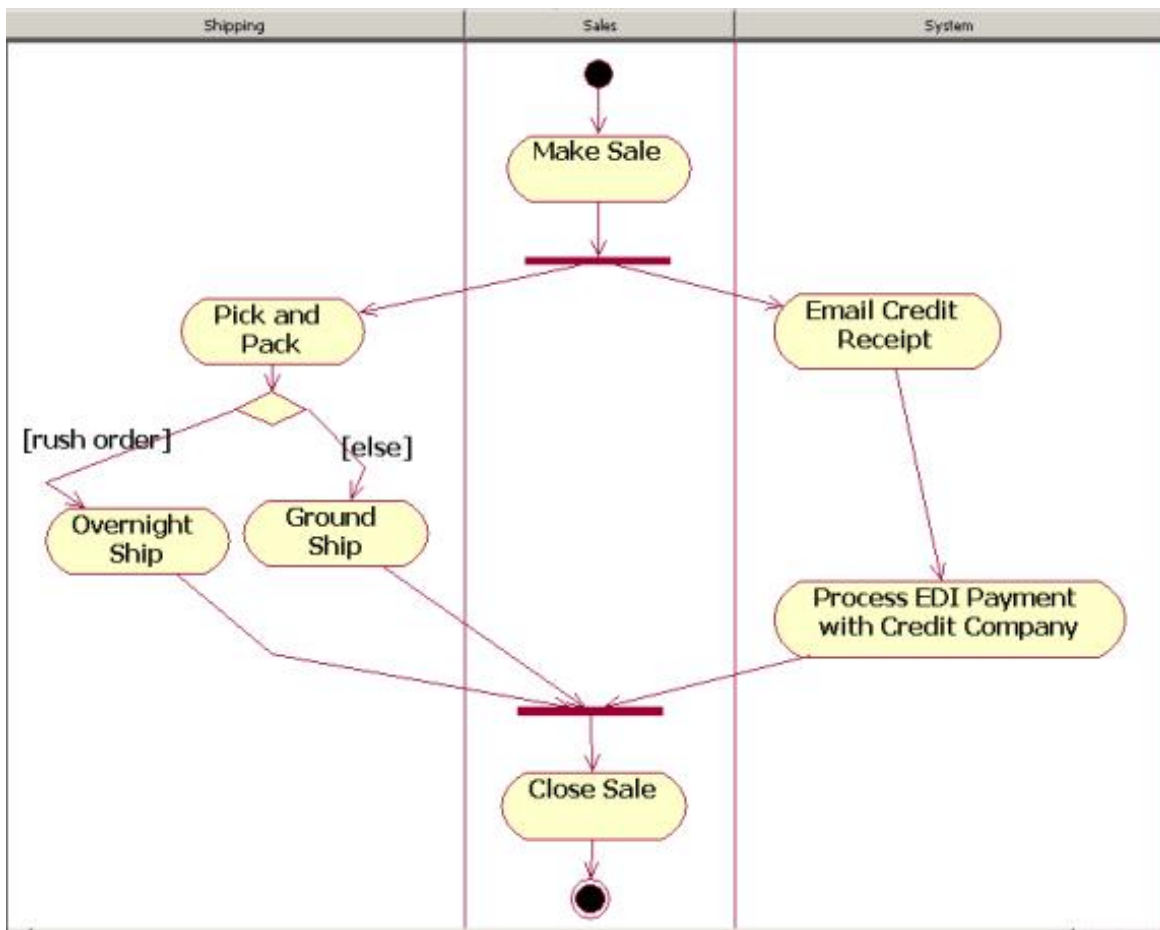 Shipping
Sales
System
Make Sale
Pick and
Pack
Email Credit
Receipt
[rush order]
[else]
Overnight
Ship
Ground
Ship
Process EDI Payment
with Credit Company
Close Sale